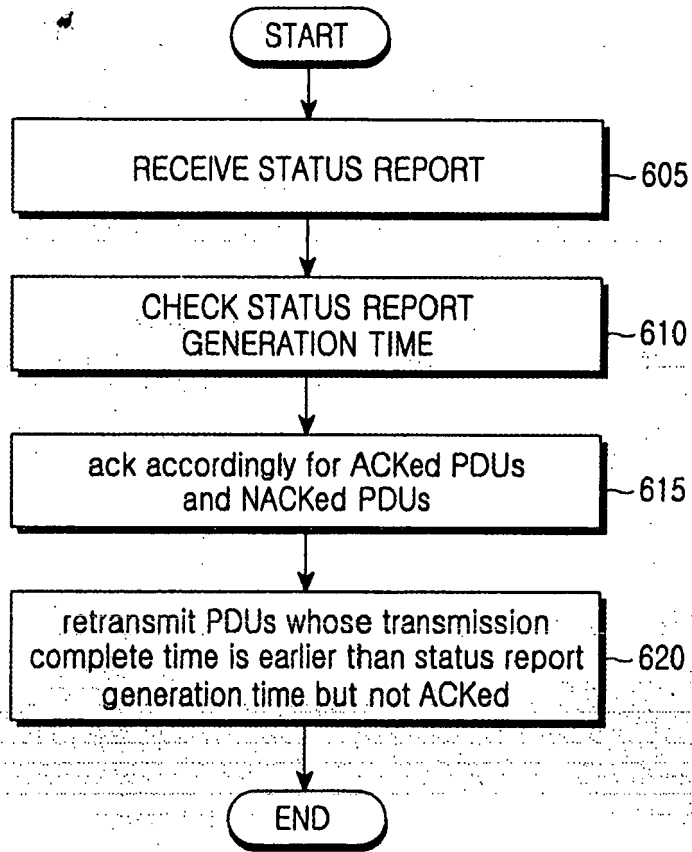 START
RECEIVE STATUS REPORT
605
CHECK STATUS REPORT
GENERATION TIME
610
ack accordingly for ACKed PDUs
and NACKed PDUs
615
retransmit PDUs whose transmission
complete time is earlier than status report
generation time but not ACKed
620
END